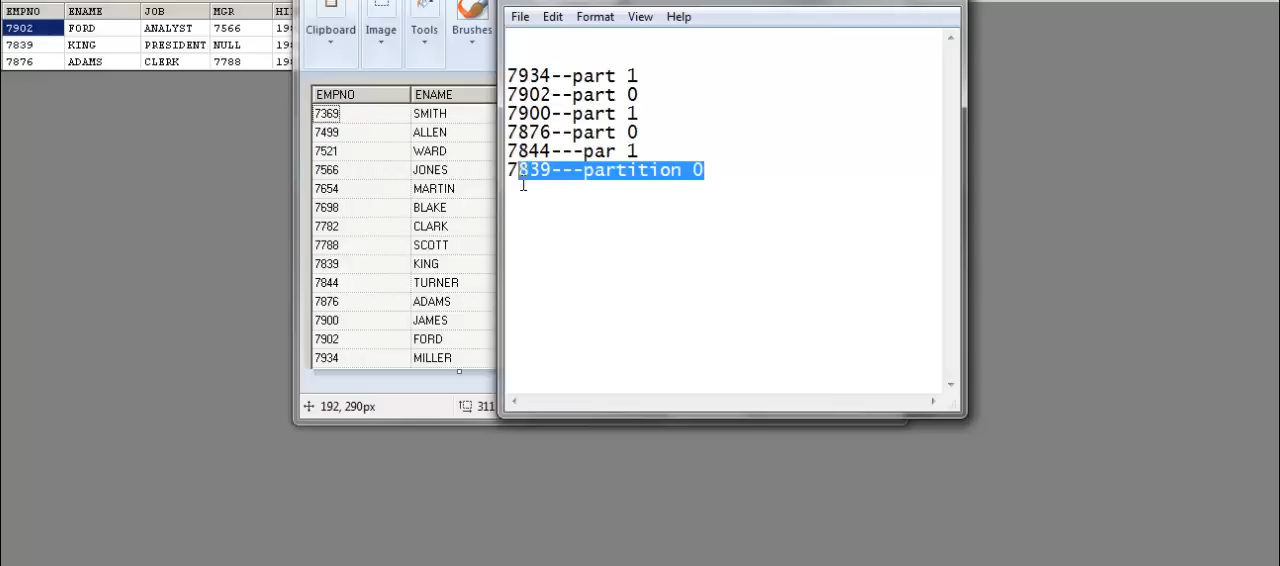 EMPNO ENAME JOB MGR
7902 FORD ANALYST 7566
7839 KING PRESIDENT NULL
7876 ADAMS CLERK 7788
Clipboard Image Tools Brushes
EMPNO ENAME
7369 SMITH
7499 ALLEN
7521 WARD
7566 JONES
7654 MARTIN
7698 BLAKE
7782 CLARK
7788 SCOTT
7839 KING
7844 TURNER
7876 ADAMS
7900 JAMES
7902 FORD
7934 MILLER
192, 290px 311
File Edit Format View Help
7934--part 1
7902--part 0
7900--part 1
7876--part 0
7844---par 1
7839---partition 0